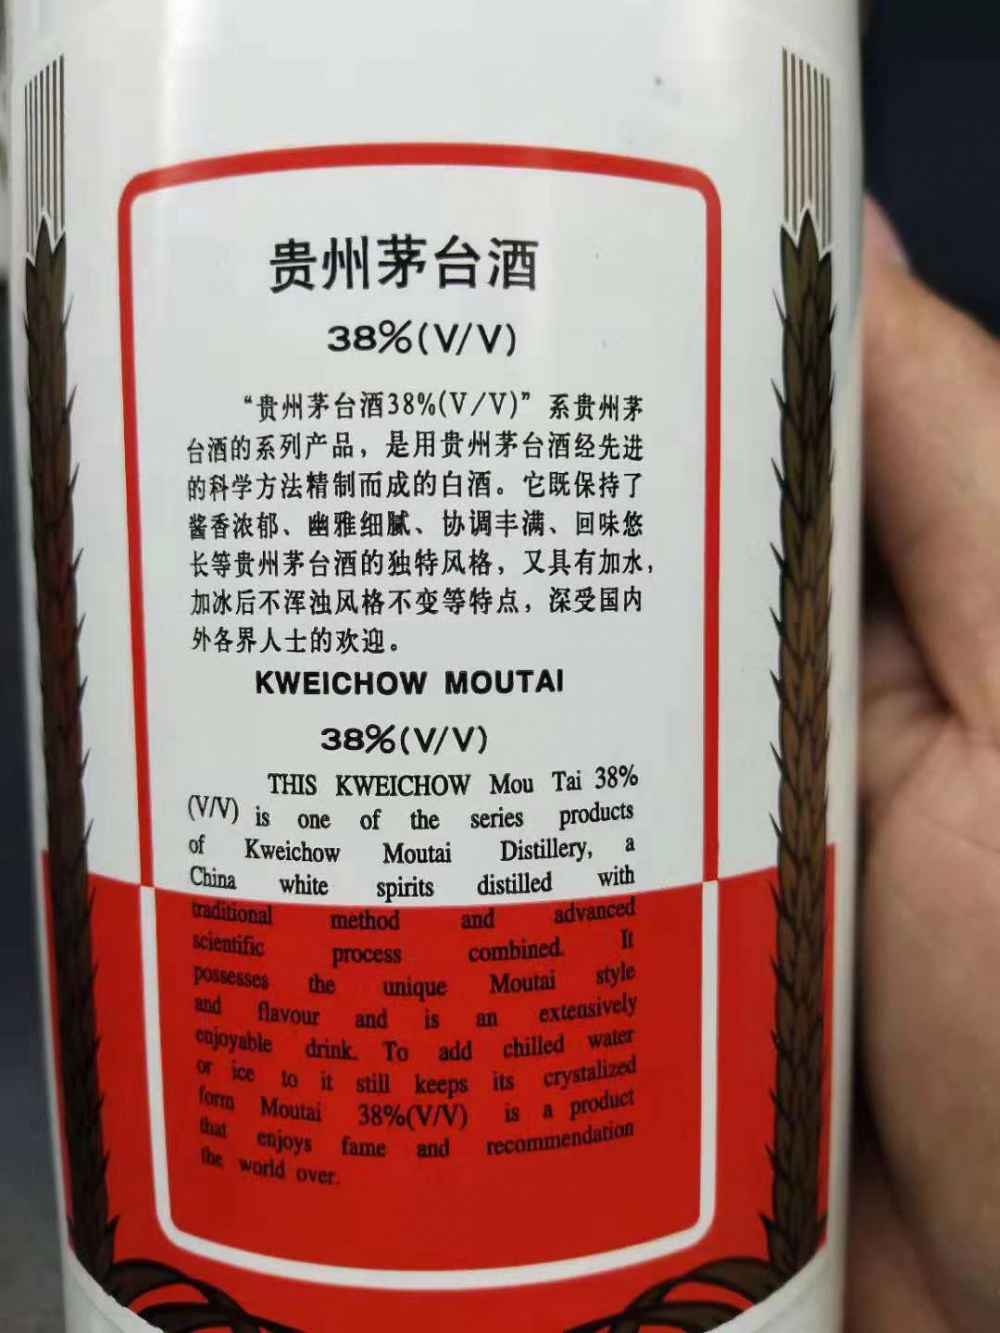 贵州茅台酒
38%(V/V)
“贵州茅台酒38%(V/V)”系贵州茅
台酒的系列产品，是用贵州茅台酒经先进
的科学方法精制而成的白酒。它既保持了
酱香浓郁、幽雅细腻、协调丰满、回味悠
长等贵州茅台酒的独特风格，又具有加水，
加冰后不浑浊风格不变等特点，深受国内
外各界人士的欢迎。
KWEICHOW MOUTAI
38%(V/V)
THIS KWEICHOW Mou Tai 38%
(V/V) is one of the series products
of Kweichow Moutai Distillery, a
China white spirits distilled with
traditional method and advanced
scientific process combined. It
possesses the unique Moutai style
and flavour and is an extensively
enjoyable drink. To add chilled water
or ice to it still keeps its crystalized
form Moutai 38%(V/V) is a product
that enjoys fame and recommendation
the world over.